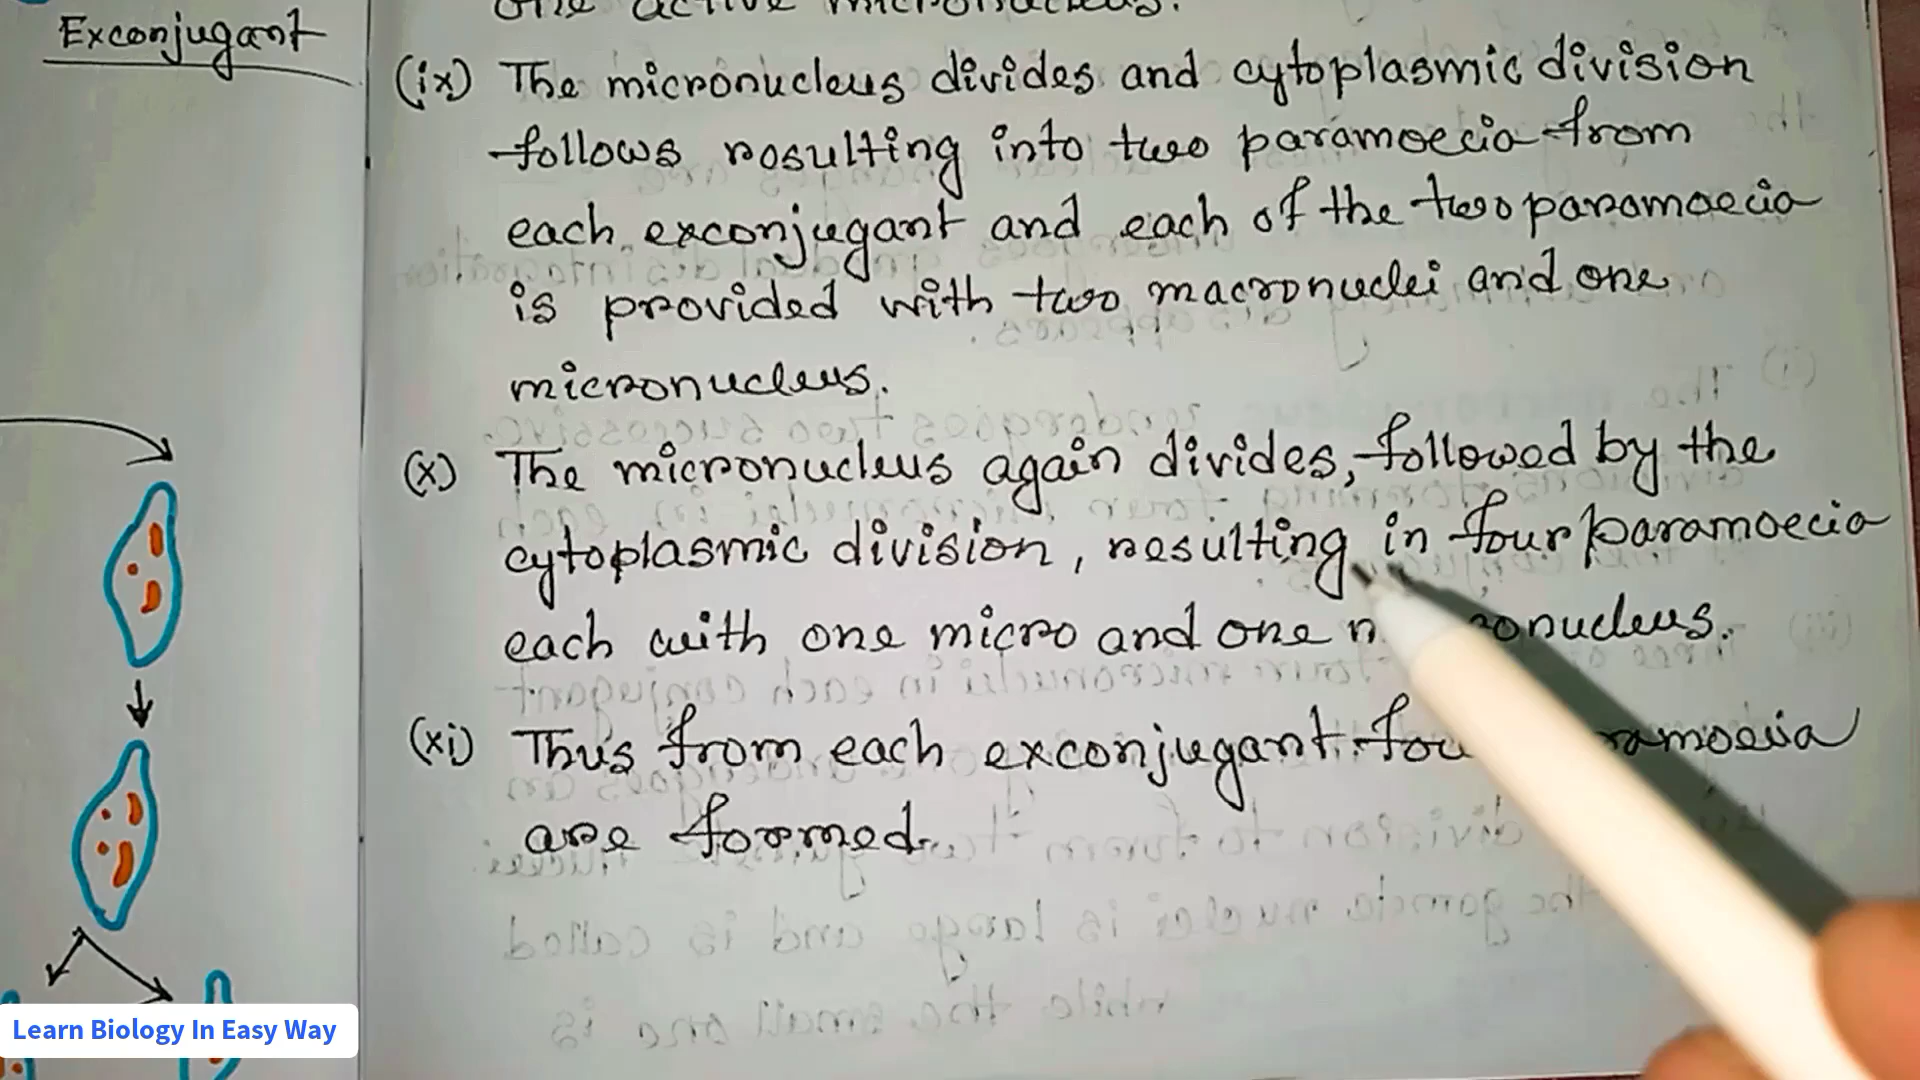 Exconjugant
one active micronucleus.
(ix) The micronucleus divides and cytoplasmic division
follows resulting into two paramoecia from
each exconjugant and each of the two paramoecia
is provided with two macronuclei and one
micronucleus.
(x) The micronucleus again divides, followed by the
cytoplasmic division, resulting in four paramoecia
each with one micro and one
(xi) Thus from each exconjugant
are formed.
Learn Biology In Easy Way